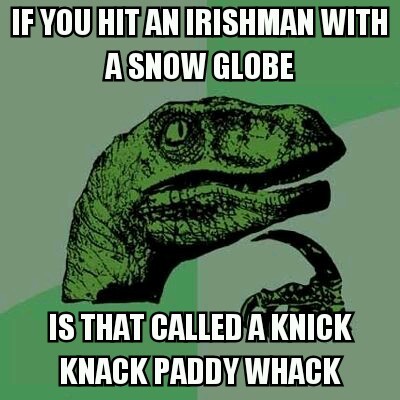 IF YOU HIT AN IRISHMAN WITH
A SNOW GLOBE
IS THAT CALLED A KNICK
KNACK PADDY WHACK